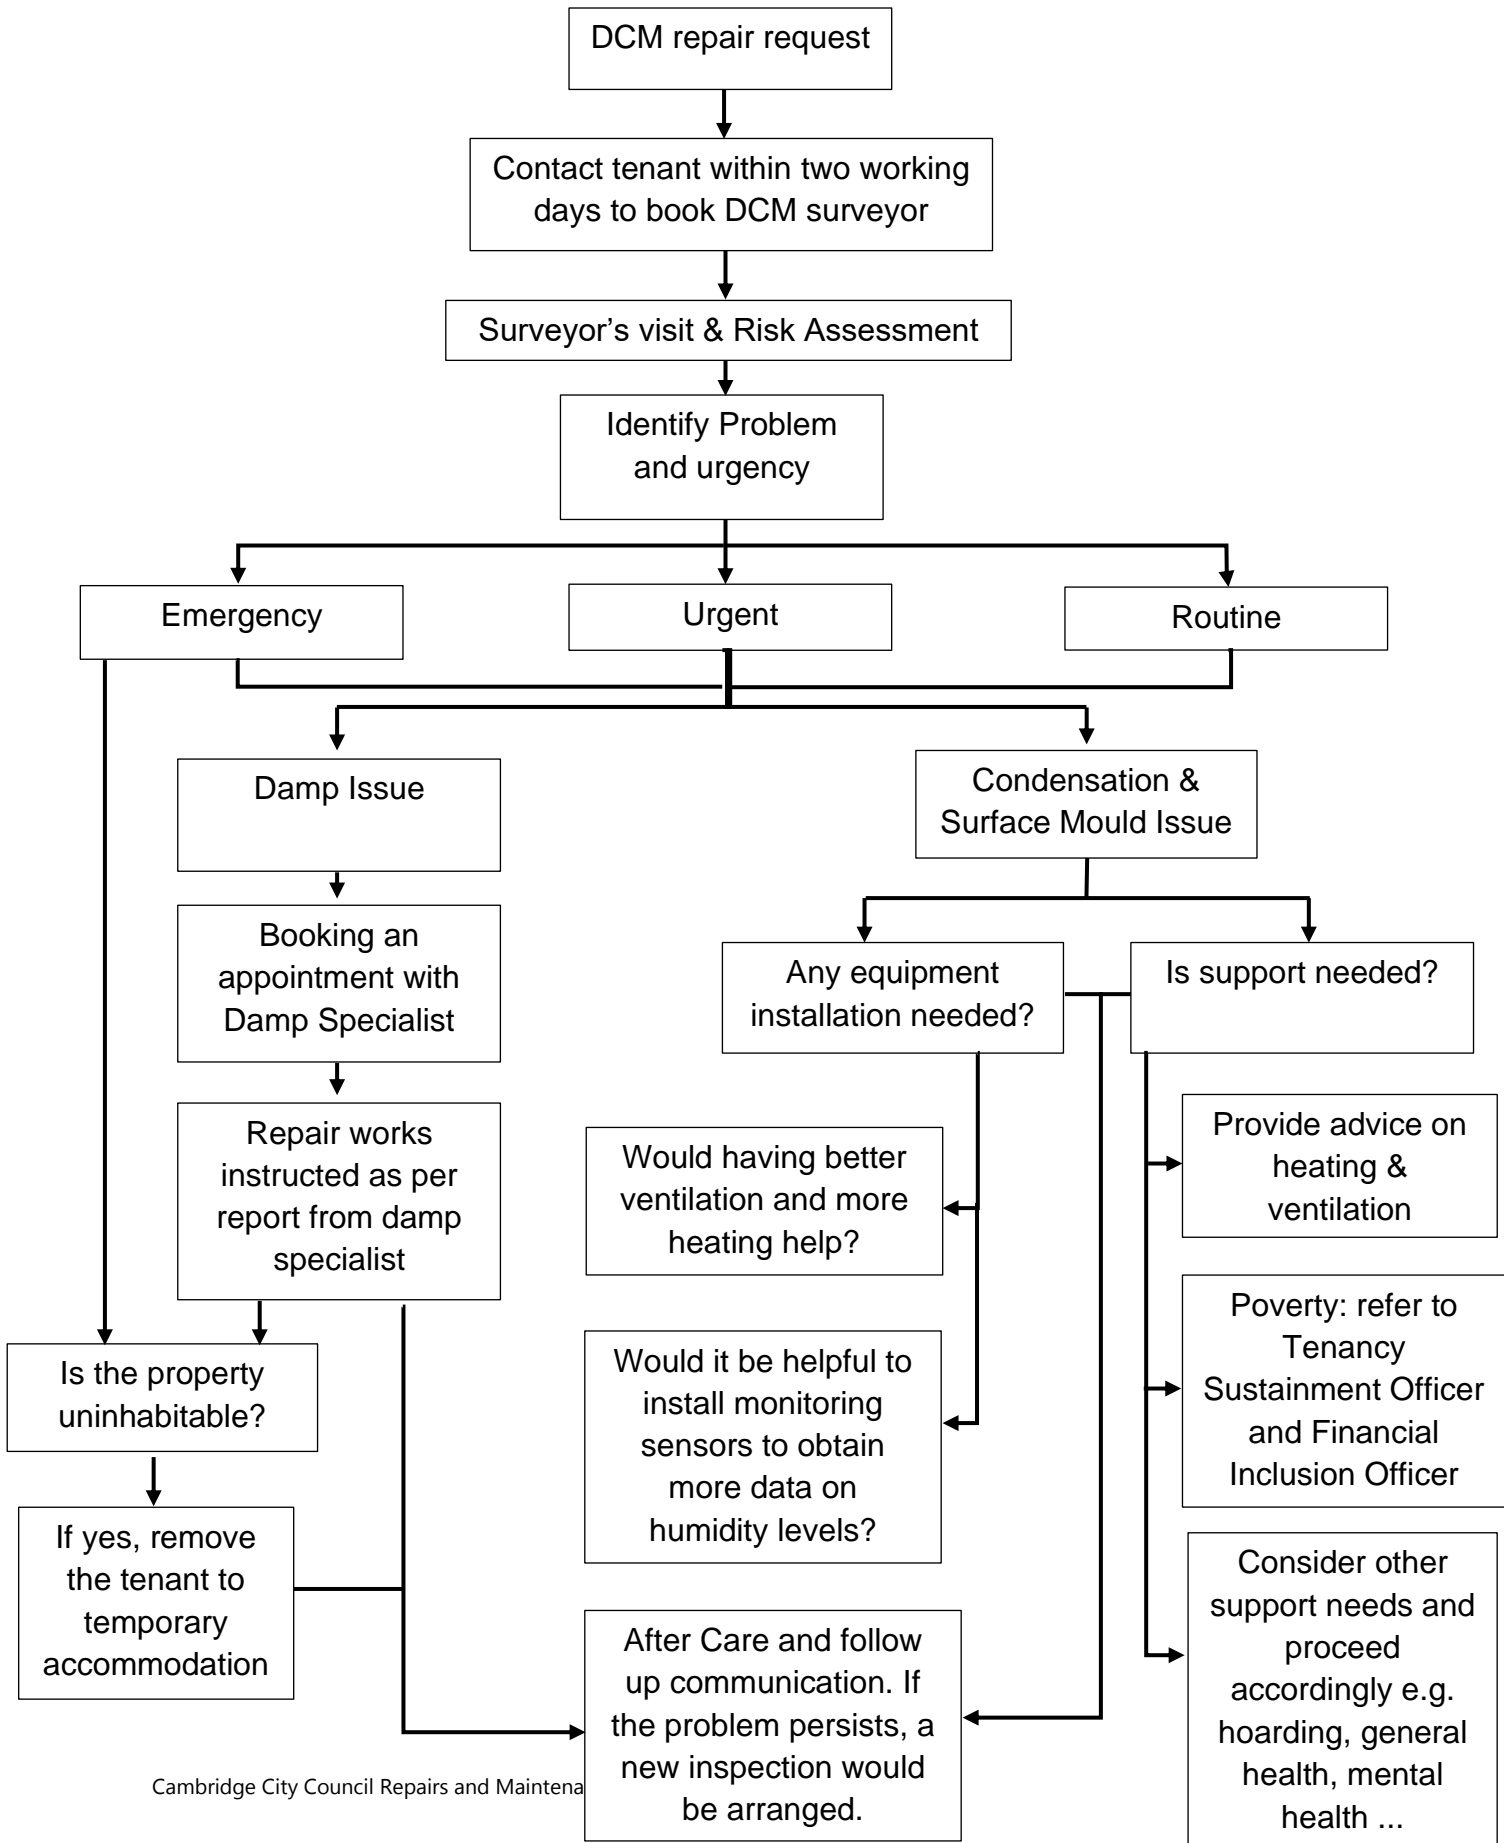 DCM repair request
Contact tenant within two working
days to book DCM surveyor
Surveyor’s visit & Risk Assessment
Identify Problem
and urgency
Emergency
Urgent
Routine
Damp Issue
Condensation &
Surface Mould Issue
Booking an
appointment with
Damp Specialist
Any equipment
installation needed?
Is support needed?
Repair works
instructed as per
report from damp
specialist
Would having better
ventilation and more
heating help?
Provide advice on
heating &
ventilation
Is the property
uninhabitable?
Would it be helpful to
install monitoring
sensors to obtain
more data on
humidity levels?
Poverty: refer to
Tenancy
Sustainment Officer
and Financial
Inclusion Officer
If yes, remove
the tenant to
temporary
accommodation
After Care and follow
up communication. If
the problem persists, a
new inspection would
be arranged.
Consider other
support needs and
proceed
accordingly e.g.
hoarding, general
health, mental
health ...
Cambridge City Council Repairs and Maintena